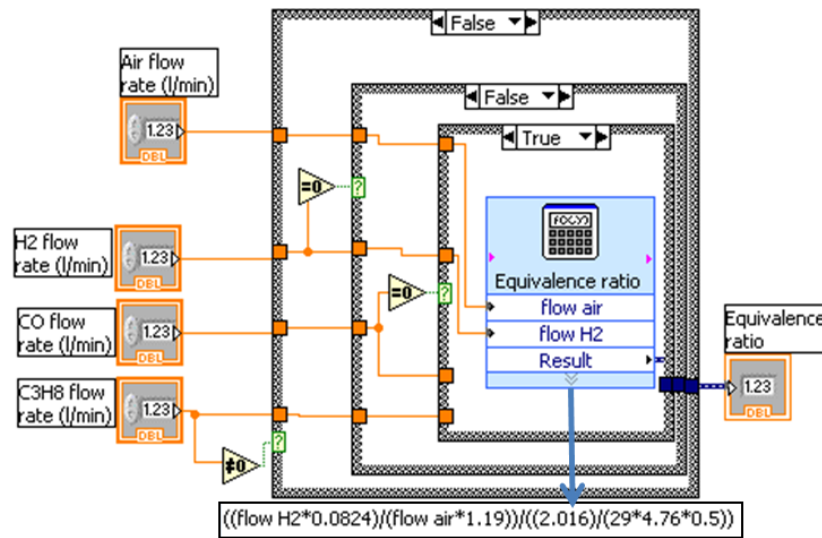 False
Air flow
rate (l/min)
1.23
DBL
False
True
=0
?
f(x,y)
H2 flow
rate (l/min)
1.23
DBL
=0
?
Equivalence ratio
flow air
flow H2
Result
CO flow
rate (l/min)
1.23
DBL
Equivalence
ratio
1.23
DBL
C3H8 flow
rate (l/min)
1.23
DBL
≠0
?
((flow H2*0.0824)/(flow air*1.19))/((2.016)/(29*4.76*0.5))